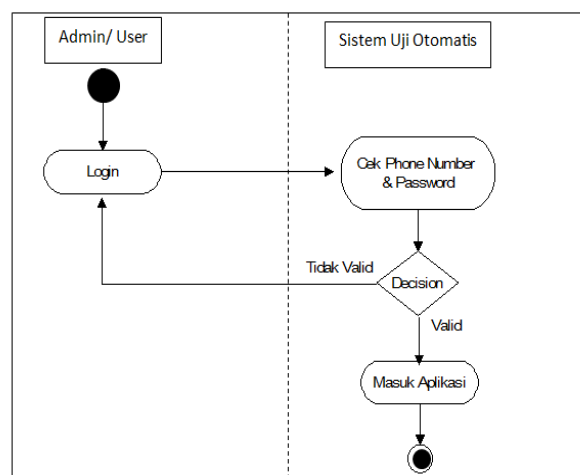 Admin/ User
Sistem Uji Otomatis
Login
Cek Phone Number
& Password
Tidak Valid
Decision
Valid
Masuk Aplikasi